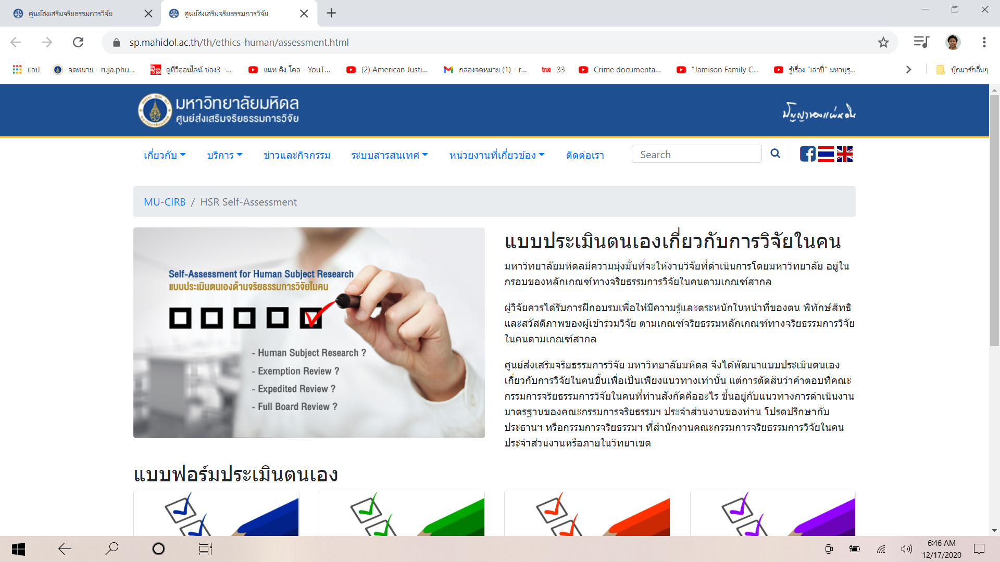 ศูนย์ส่งเสริมจริยธรรมการวิจัย
ศูนย์ส่งเสริมจริยธรรมการวิจัย
sp.mahidol.ac.th/th/ethics-human/assessment.html
แอป
จดหมาย - ruja.phu...
ดูทีวีออนไลน์ ช่อง3 -...
แนท คิง โคล - YouT...
(2) American Justi...
กล่องจดหมาย (1) - r...
true 33
Crime documenta...
"Jamison Family C...
รู้เรื่อง "เล่าปี่" มหาบุรุ...
บุ๊กมาร์กอื่นๆ
มหาวิทยาลัยมหิดล
ศูนย์ส่งเสริมจริยธรรมการวิจัย
ปัญญาของแผ่นดิน
เกี่ยวกับ
บริการ
ข่าวและกิจกรรม
ระบบสารสนเทศ
หน่วยงานที่เกี่ยวข้อง
ติดต่อเรา
Search
MU-CIRB / HSR Self-Assessment
Self-Assessment for Human Subject Research
แบบประเมินตนเองด้านจริยธรรมการวิจัยในคน
- Human Subject Research ?
- Exemption Review ?
- Expedited Review ?
- Full Board Review ?
แบบประเมินตนเองเกี่ยวกับการวิจัยในคน
มหาวิทยาลัยมหิดลมีความมุ่งมั่นที่จะให้งานวิจัยที่ดำเนินการโดยมหาวิทยาลัย อยู่ใน
กรอบของหลักเกณฑ์ทางจริยธรรมการวิจัยในคนตามเกณฑ์สากล
ผู้วิจัยควรได้รับการฝึกอบรมเพื่อให้มีความรู้และตระหนักในหน้าที่ของตน พิทักษ์สิทธิ
และสวัสดิภาพของผู้เข้าร่วมวิจัย ตามเกณฑ์จริยธรรมหลักเกณฑ์ทางจริยธรรมการวิจัย
ในคนตามเกณฑ์สากล
ศูนย์ส่งเสริมจริยธรรมการวิจัย มหาวิทยาลัยมหิดล จึงได้พัฒนาแบบประเมินตนเอง
เกี่ยวกับการวิจัยในคนขึ้นเพื่อเป็นเพียงแนวทางเท่านั้น แต่การตัดสินว่าคำตอบที่คณะ
กรรมการจริยธรรมการวิจัยในคนที่ท่านสังกัดคืออะไร ขึ้นอยู่กับแนวทางการดำเนินงาน
มาตรฐานของคณะกรรมการจริยธรรมฯ ประจำส่วนงานของท่าน โปรดปรึกษากับ
ประธานฯ หรือกรรมการจริยธรรมฯ ที่สำนักงานคณะกรรมการจริยธรรมการวิจัยในคน
ประจำส่วนงานหรือภายในวิทยาเขต
แบบฟอร์มประเมินตนเอง
6:46 AM
12/17/2020